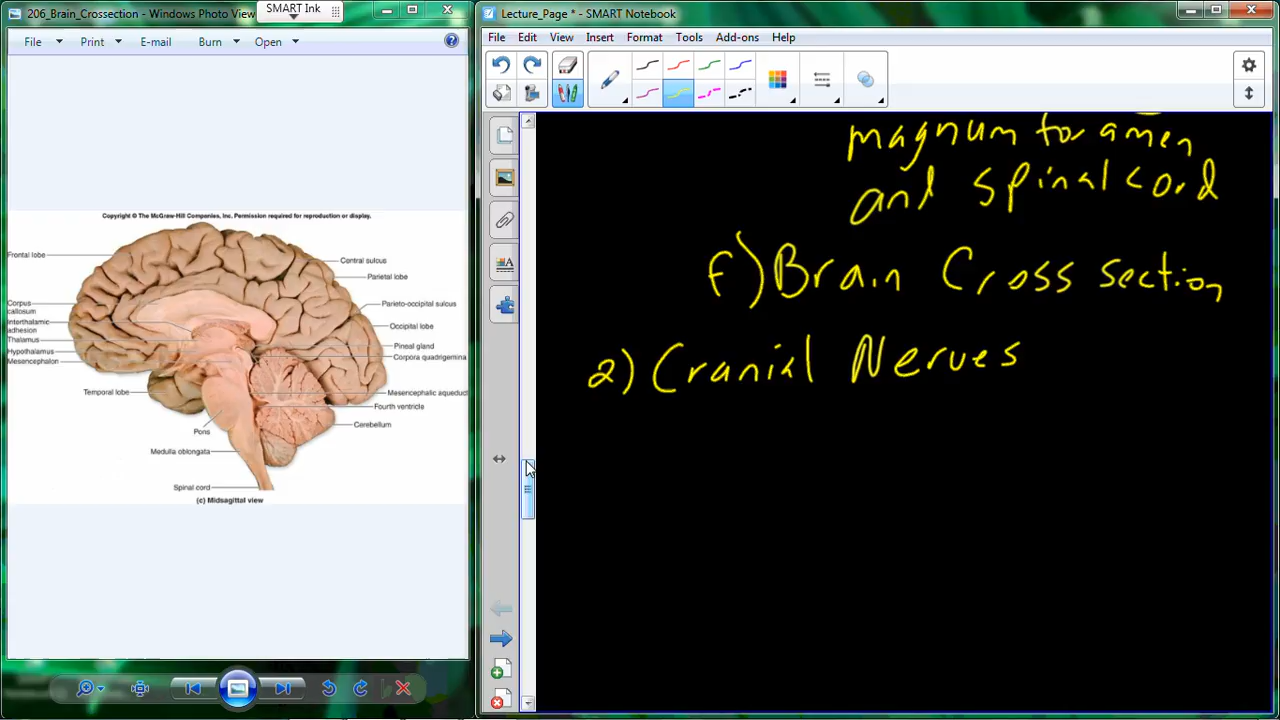 206_Brain_Crossection - Windows Photo View
SMART Ink
File Print E-mail Burn Open
Copyright © The McGraw-Hill Companies, Inc. Permission required for reproduction or display.
Frontal lobe
Corpus
callosum
Interthalamic
adhesion
Thalamus
Hypothalamus
Mesencephalon
Temporal lobe
Pons
Medulla oblongata
Spinal cord
Central sulcus
Parietal lobe
Parieto-occipital sulcus
Occipital lobe
Pineal gland
Corpora quadrigemina
Mesencephalic aqueduct
Fourth ventricle
Cerebellum
(c) Midsagittal view
Lecture_Page * - SMART Notebook
File Edit View Insert Format Tools Add-ons Help
magnum foramen
and spinal cord
f) Brain Cross section
2) Cranial Nerves